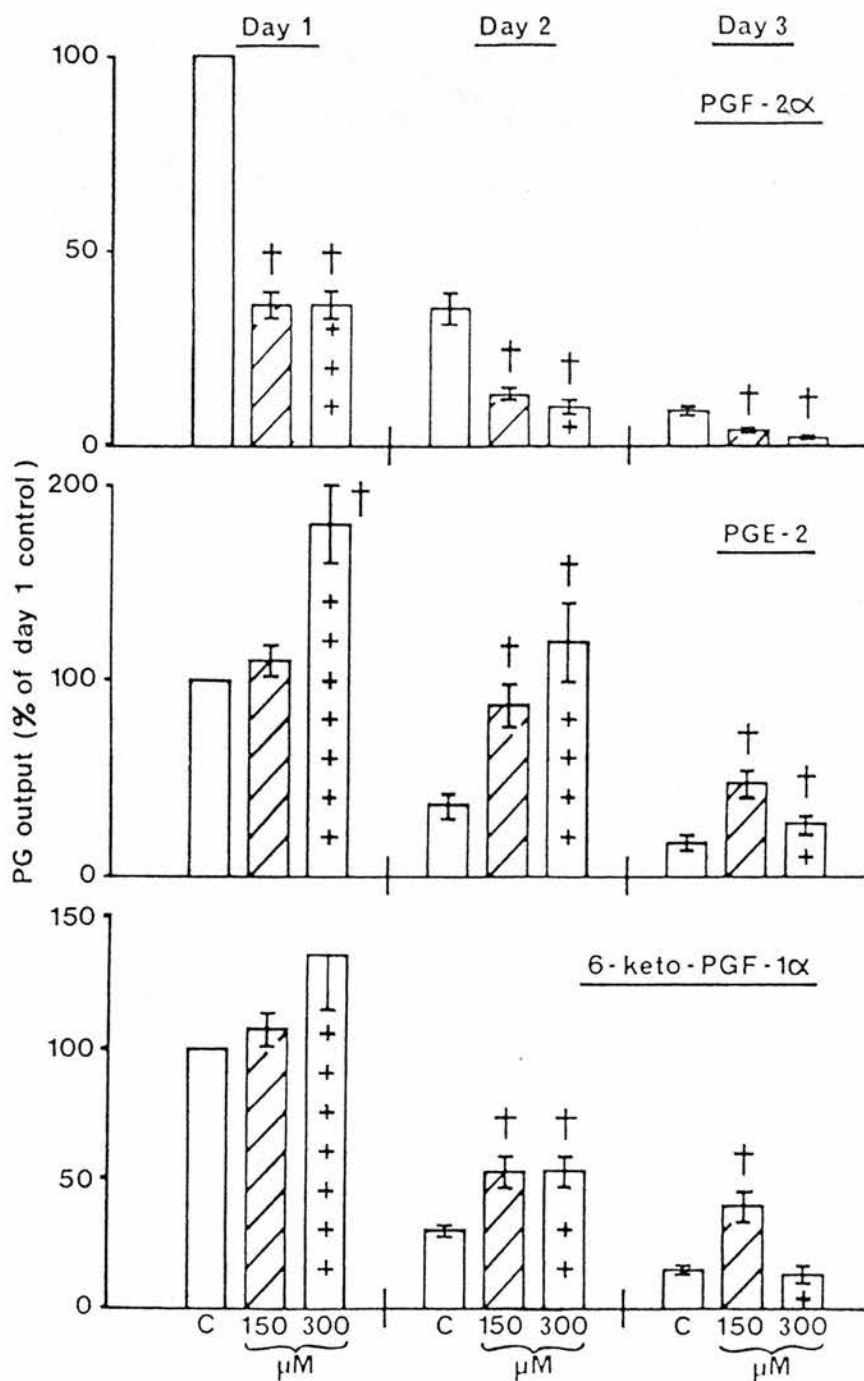 Day 1 Day 2 Day 3
100
PGF-2α
† †
50
† †
† †
0
PG output (% of day 1 control)
200
†
PGE-2
†
†
100
†
†
0
150
6-keto-PGF-1α
100
† †
†
50
0
C 150 300 C 150 300 C 150 300
μM μM μM